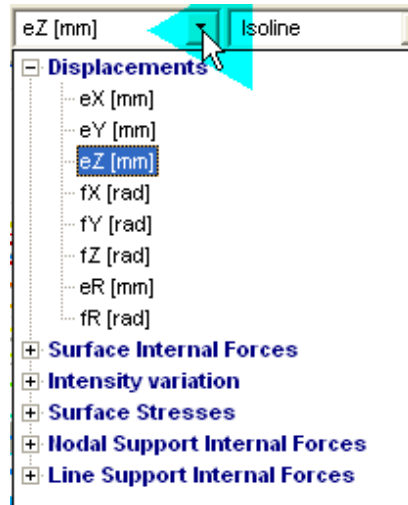 eZ [mm] Isoline
Displacements
eX [mm]
eY [mm]
eZ [mm]
fX [rad]
fY [rad]
fZ [rad]
eR [mm]
fR [rad]
Surface Internal Forces
Intensity variation
Surface Stresses
Nodal Support Internal Forces
Line Support Internal Forces